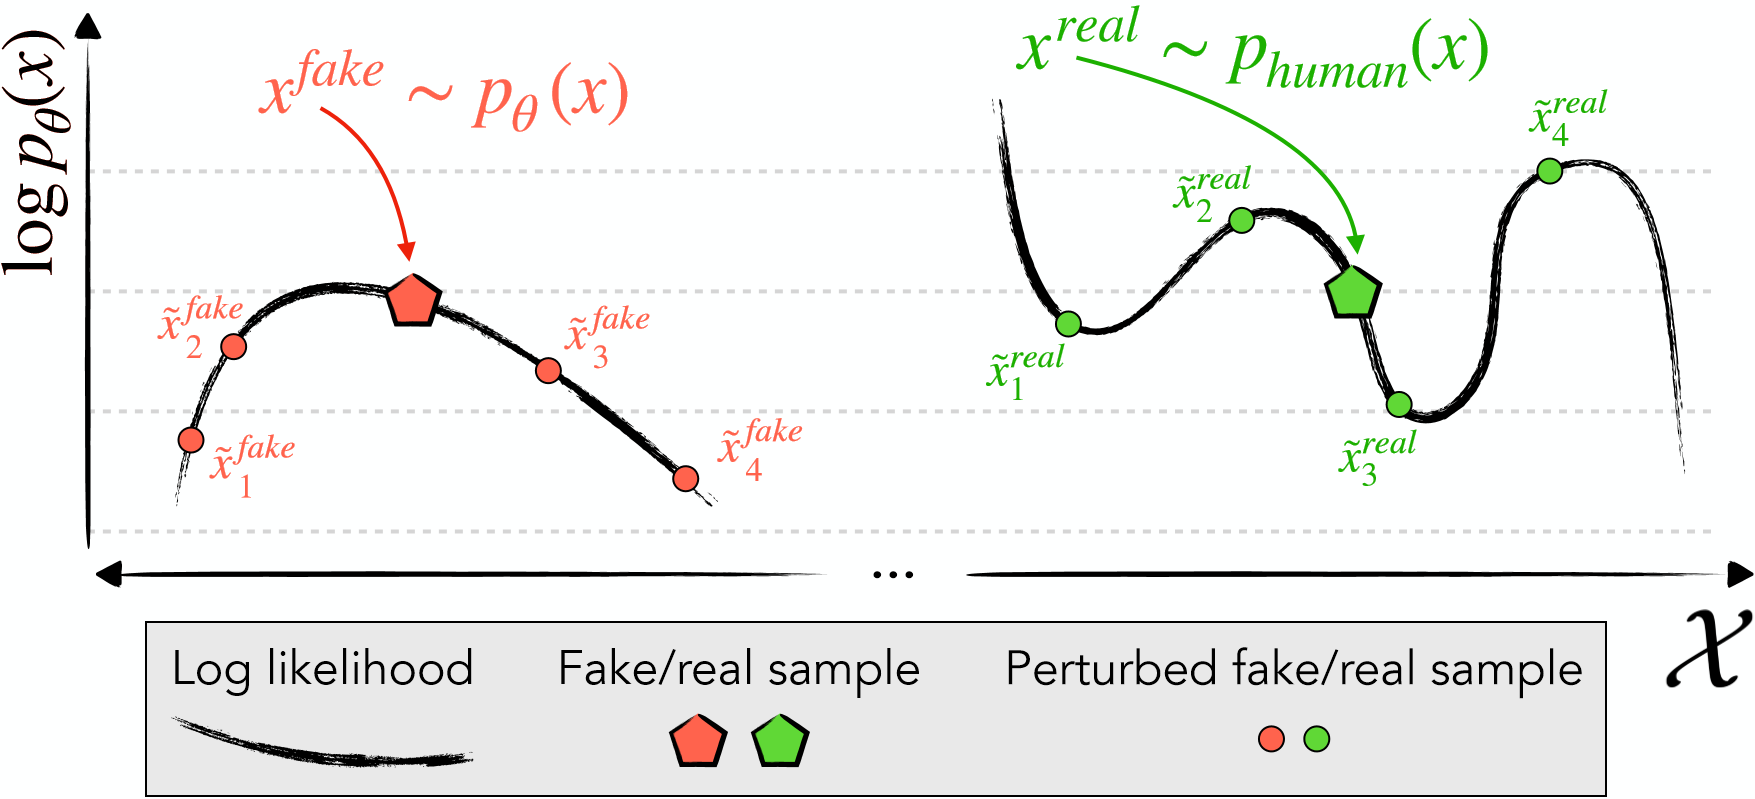 log p_θ(x)
x^fake ~ p_θ(x)
x^real ~ p_human(x)
x̃_1^fake
x̃_2^fake
x̃_3^fake
x̃_4^fake
x̃_1^real
x̃_2^real
x̃_3^real
x̃_4^real
...
𝒳
Log likelihood Fake/real sample Perturbed fake/real sample